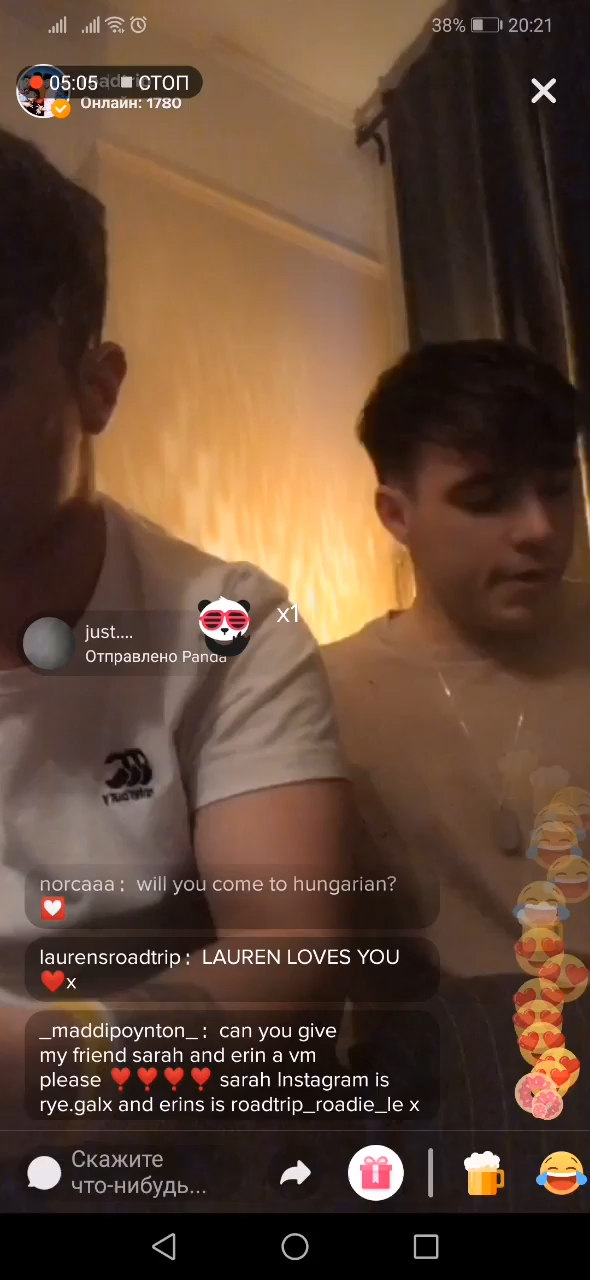 38% 20:21
05:05 СТОП
Онлайн: 1780
just....
Отправлено Panda
x1
norcaaa : will you come to hungarian?
laurensroadtrip : LAUREN LOVES YOU
❤️x
_maddipoynton_ : can you give
my friend sarah and erin a vm
please ❣️❣️❣️❣️ sarah Instagram is
rye.galx and erins is roadtrip_roadie_le x
Скажите
что-нибудь...